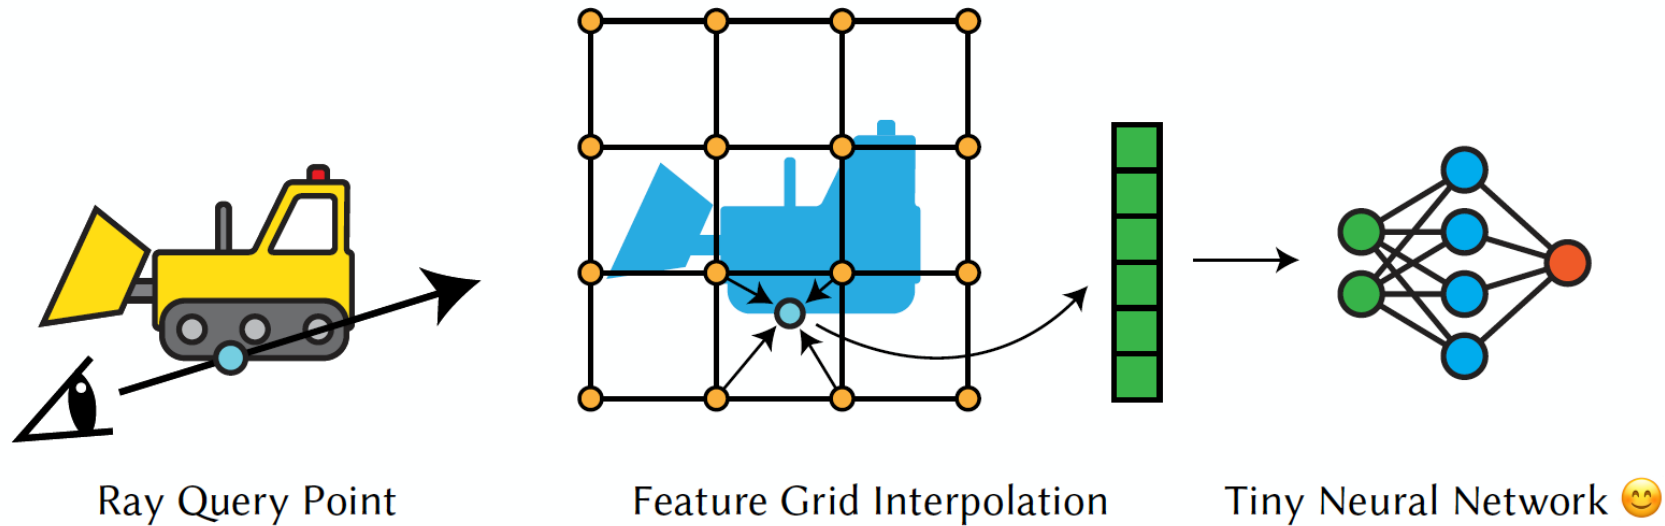 Ray Query Point
Feature Grid Interpolation
Tiny Neural Network 😊